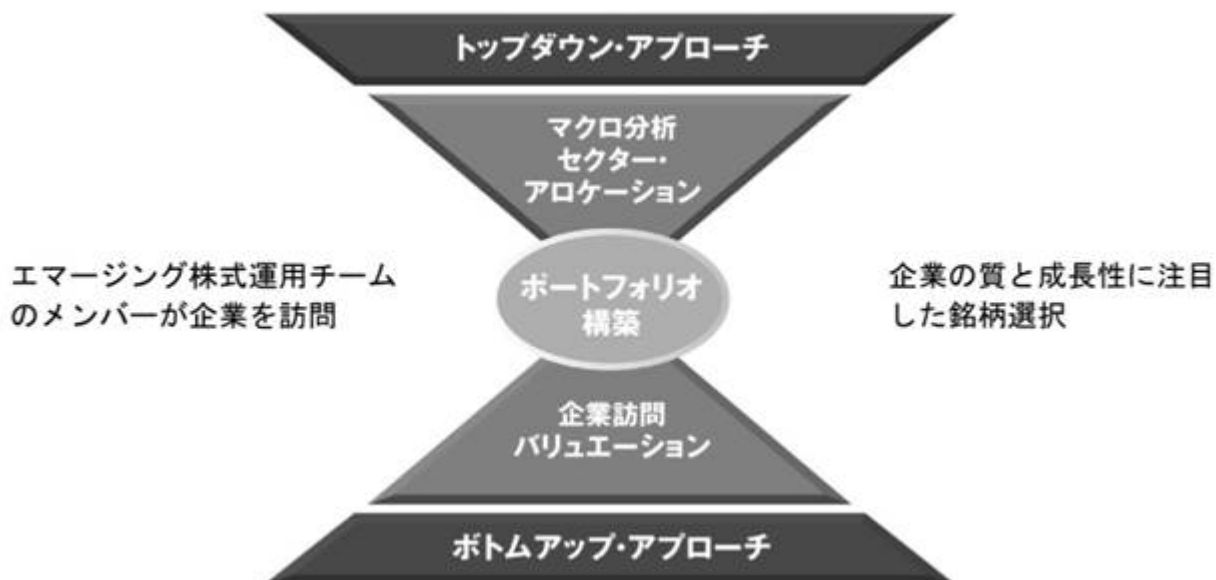 トップダウン・アプローチ
マクロ分析
セクター・
アロケーション
エマージング株式運用チーム
のメンバーが企業を訪問
ポートフォリオ
構築
企業の質と成長性に注目
した銘柄選択
企業訪問
バリュエーション
ボトムアップ・アプローチ